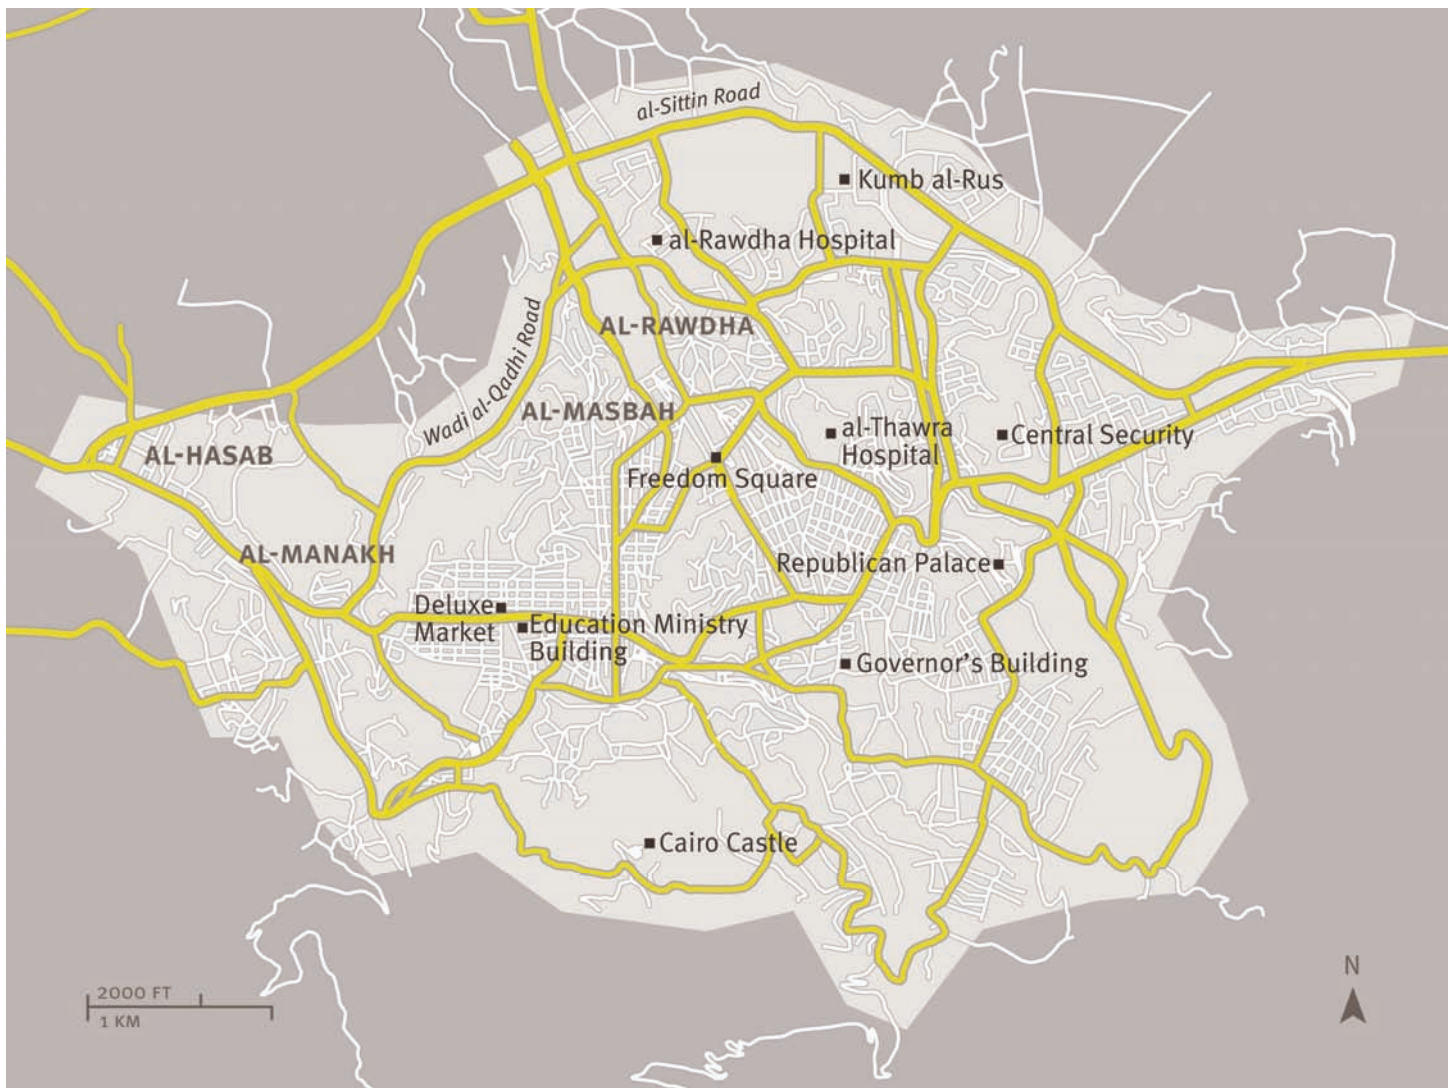 al-Sittin Road
Kumb al-Rus
al-Rawdha Hospital
AL-RAWDHA
Wadi al-Qadhi Road
AL-MASBAH
al-Thawra
Hospital
Central Security
AL-HASAB
Freedom Square
AL-MANAKH
Republican Palace
Deluxe
Market
Education Ministry
Building
Governor's Building
Cairo Castle
N
2000 FT
1 KM